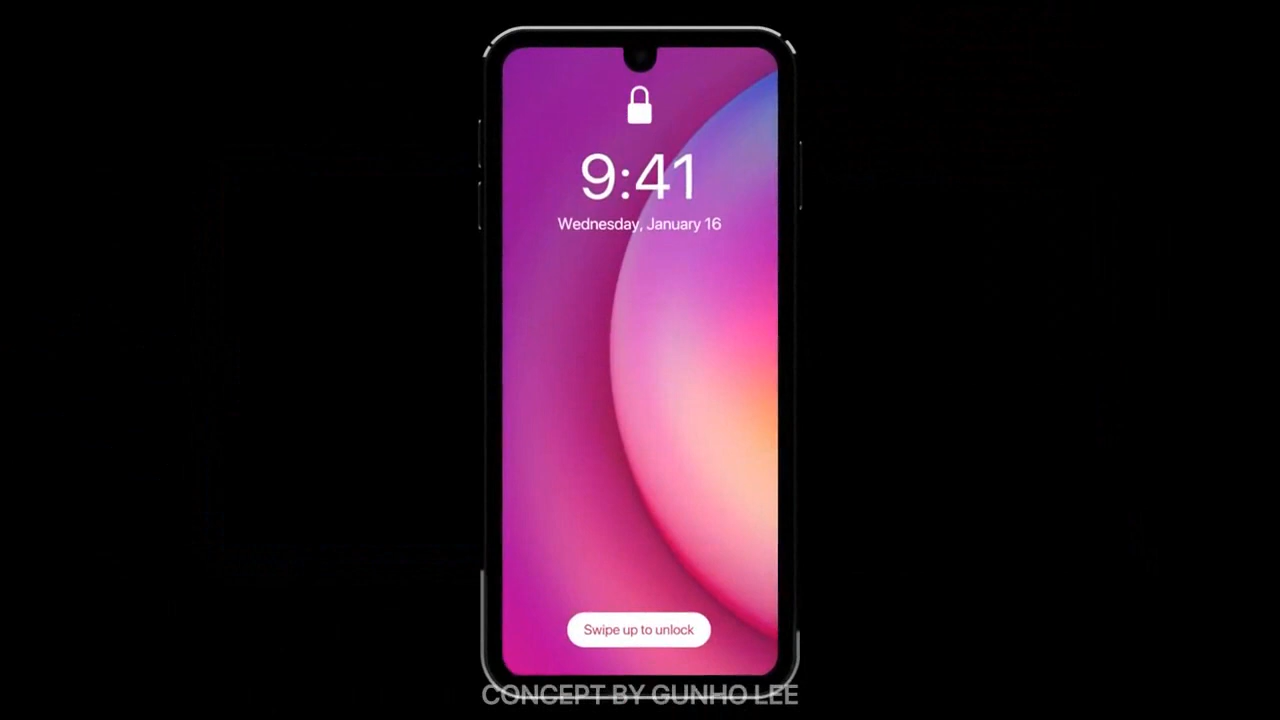 9:41
Wednesday, January 16
Swipe up to unlock
CONCEPT BY GUNHO LEE